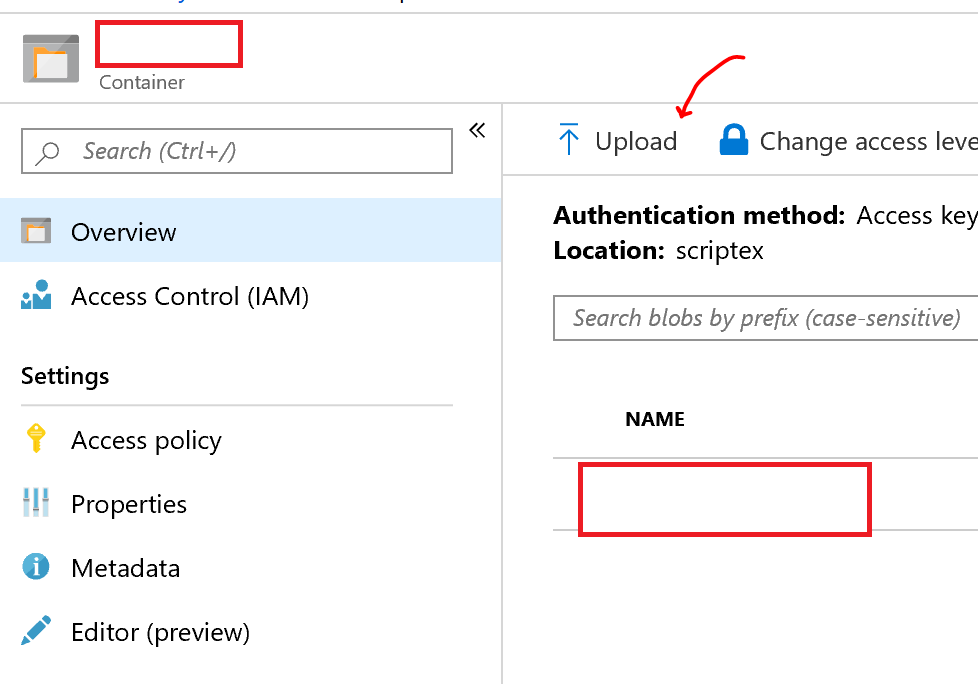 Container
Search (Ctrl+/)
Overview
Access Control (IAM)
Settings
Access policy
Properties
Metadata
Editor (preview)
Upload
Change access leve
Authentication method: Access key
Location: scriptex
Search blobs by prefix (case-sensitive)
NAME